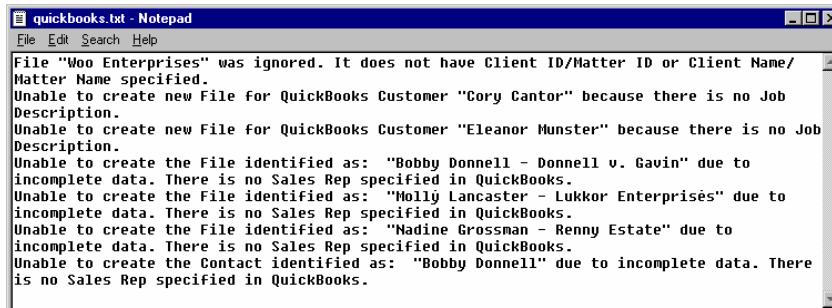 quickbooks.txt - Notepad
File Edit Search Help
File "Woo Enterprises" was ignored. It does not have Client ID/Matter ID or Client Name/
Matter Name specified.
Unable to create new File for QuickBooks Customer "Cory Cantor" because there is no Job
Description.
Unable to create new File for QuickBooks Customer "Eleanor Munster" because there is no Job
Description.
Unable to create the File identified as:  "Bobby Donnell - Donnell v. Gavin" due to
incomplete data. There is no Sales Rep specified in QuickBooks.
Unable to create the File identified as:  "Molly Lancaster - Lukkor Enterprises" due to
incomplete data. There is no Sales Rep specified in QuickBooks.
Unable to create the File identified as:  "Nadine Grossman - Renny Estate" due to
incomplete data. There is no Sales Rep specified in QuickBooks.
Unable to create the Contact identified as:  "Bobby Donnell" due to incomplete data. There
is no Sales Rep specified in QuickBooks.